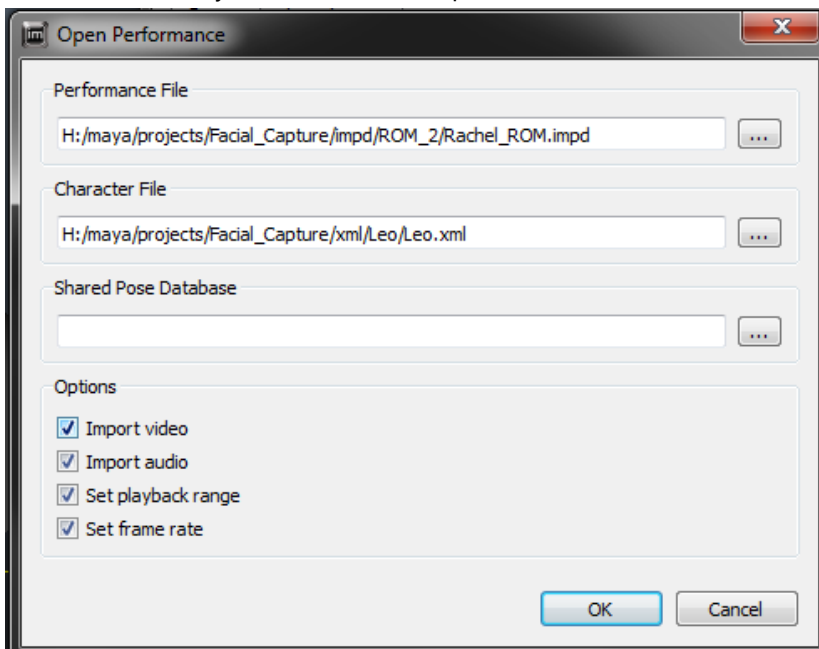 Open Performance
Performance File
H:/maya/projects/Facial_Capture/impd/ROM_2/Rachel_ROM.impd
...
Character File
H:/maya/projects/Facial_Capture/xml/Leo/Leo.xml
...
Shared Pose Database
...
Options
Import video
Import audio
Set playback range
Set frame rate
OK Cancel